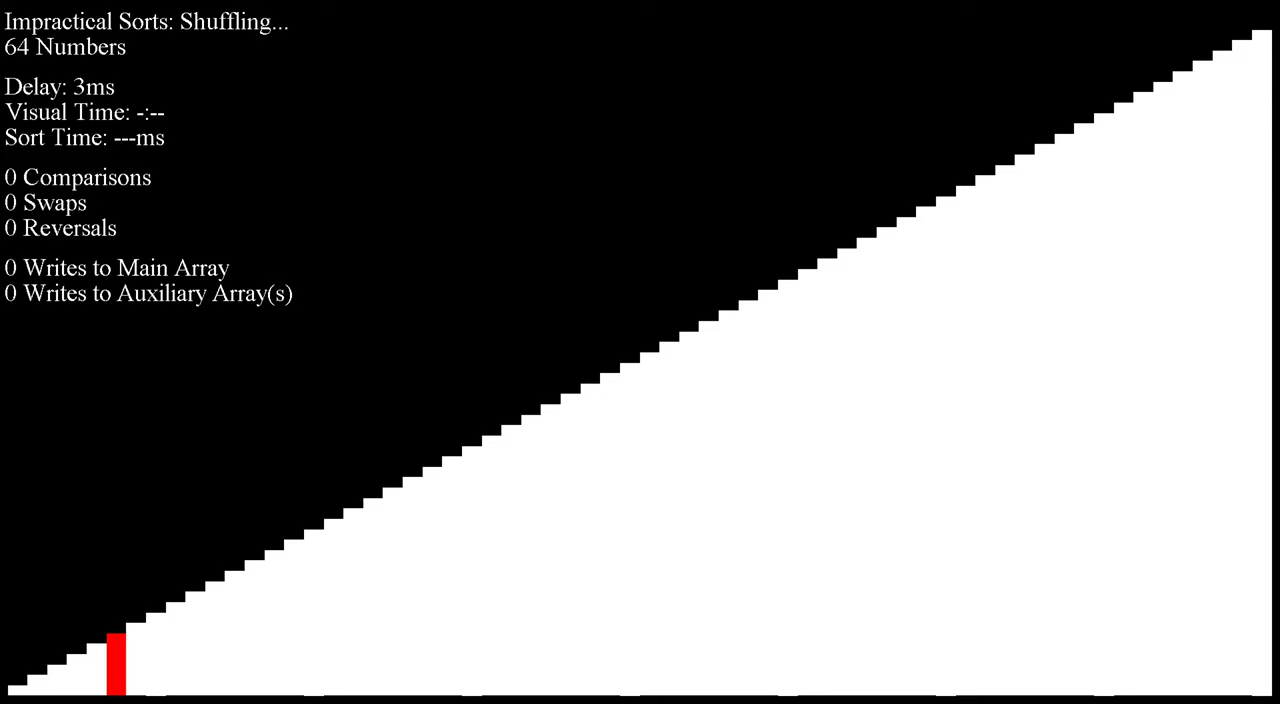 Impractical Sorts: Shuffling...
64 Numbers
Delay: 3ms
Visual Time: -:--
Sort Time: ---ms
0 Comparisons
0 Swaps
0 Reversals
0 Writes to Main Array
0 Writes to Auxiliary Array(s)